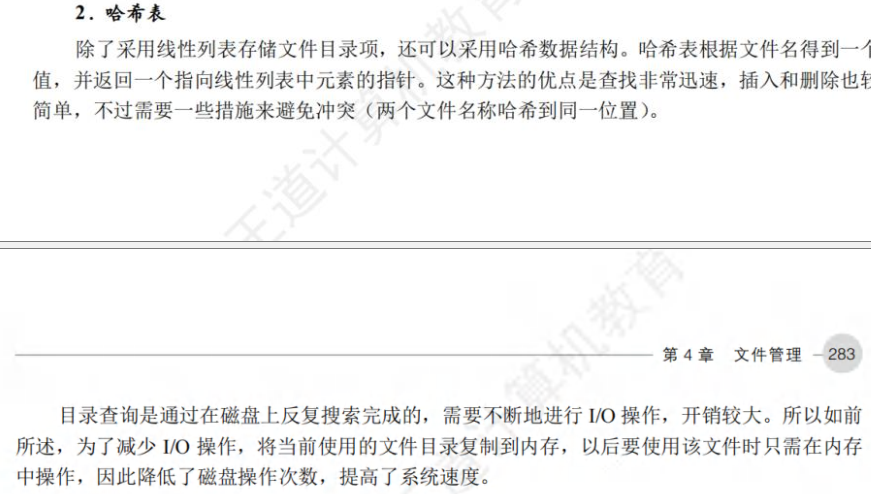 2．哈希表
除了采用线性列表存储文件目录项，还可以采用哈希数据结构。哈希表根据文件名得到一个
值，并返回一个指向线性列表中元素的指针。这种方法的优点是查找非常迅速，插入和删除也较
简单，不过需要一些措施来避免冲突（两个文件名称哈希到同一位置）。
王道计算机教育
第 4 章　文件管理　283
目录查询是通过在磁盘上反复搜索完成的，需要不断地进行 I/O 操作，开销较大。所以如前
所述，为了减少 I/O 操作，将当前使用的文件目录复制到内存，以后要使用该文件时只需在内存
中操作，因此降低了磁盘操作次数，提高了系统速度。